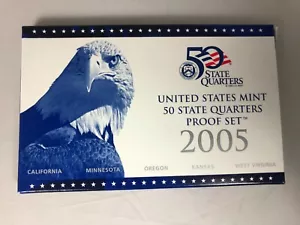 50
STATE
QUARTERS
UNITED STATES MINT
50 STATE QUARTERS
PROOF SET™
2005
CALIFORNIA MINNESOTA OREGON KANSAS WEST VIRGINIA